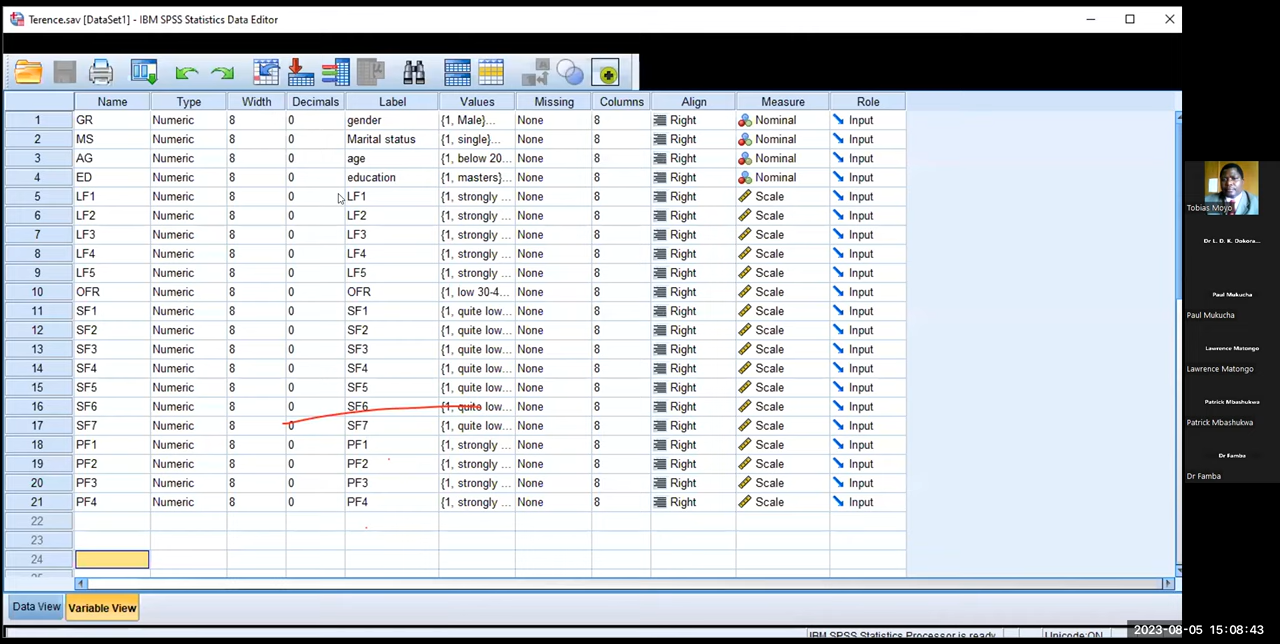 Terence.sav [DataSet1] - IBM SPSS Statistics Data Editor
Name Type Width Decimals Label Values Missing Columns Align Measure Role
1 GR Numeric 8 0 gender {1, Male}... None 8 Right Nominal Input
2 MS Numeric 8 0 Marital status {1, single}... None 8 Right Nominal Input
3 AG Numeric 8 0 age {1, below 20... None 8 Right Nominal Input
4 ED Numeric 8 0 education {1, masters}... None 8 Right Nominal Input
5 LF1 Numeric 8 0 LF1 {1, strongly ... None 8 Right Scale Input
6 LF2 Numeric 8 0 LF2 {1, strongly ... None 8 Right Scale Input
7 LF3 Numeric 8 0 LF3 {1, strongly ... None 8 Right Scale Input
8 LF4 Numeric 8 0 LF4 {1, strongly ... None 8 Right Scale Input
9 LF5 Numeric 8 0 LF5 {1, strongly ... None 8 Right Scale Input
10 OFR Numeric 8 0 OFR {1, low 30-4... None 8 Right Scale Input
11 SF1 Numeric 8 0 SF1 {1, quite low... None 8 Right Scale Input
12 SF2 Numeric 8 0 SF2 {1, quite low... None 8 Right Scale Input
13 SF3 Numeric 8 0 SF3 {1, quite low... None 8 Right Scale Input
14 SF4 Numeric 8 0 SF4 {1, quite low... None 8 Right Scale Input
15 SF5 Numeric 8 0 SF5 {1, quite low... None 8 Right Scale Input
16 SF6 Numeric 8 0 SF6 {1, quite low... None 8 Right Scale Input
17 SF7 Numeric 8 0 SF7 {1, quite low... None 8 Right Scale Input
18 PF1 Numeric 8 0 PF1 {1, strongly ... None 8 Right Scale Input
19 PF2 Numeric 8 0 PF2 {1, strongly ... None 8 Right Scale Input
20 PF3 Numeric 8 0 PF3 {1, strongly ... None 8 Right Scale Input
21 PF4 Numeric 8 0 PF4 {1, strongly ... None 8 Right Scale Input
22
23
24
25
Data View Variable View
IBM SPSS Statistics Processor is ready Unicode:ON
2023-08-05 15:08:43
Tobias Moyo
Dr L. D. K. Dokora...
Paul Mukucha
Paul Mukucha
Lawrence Matongo
Lawrence Matongo
Patrick Mbashukwa
Patrick Mbashukwa
Dr Famba
Dr Famba